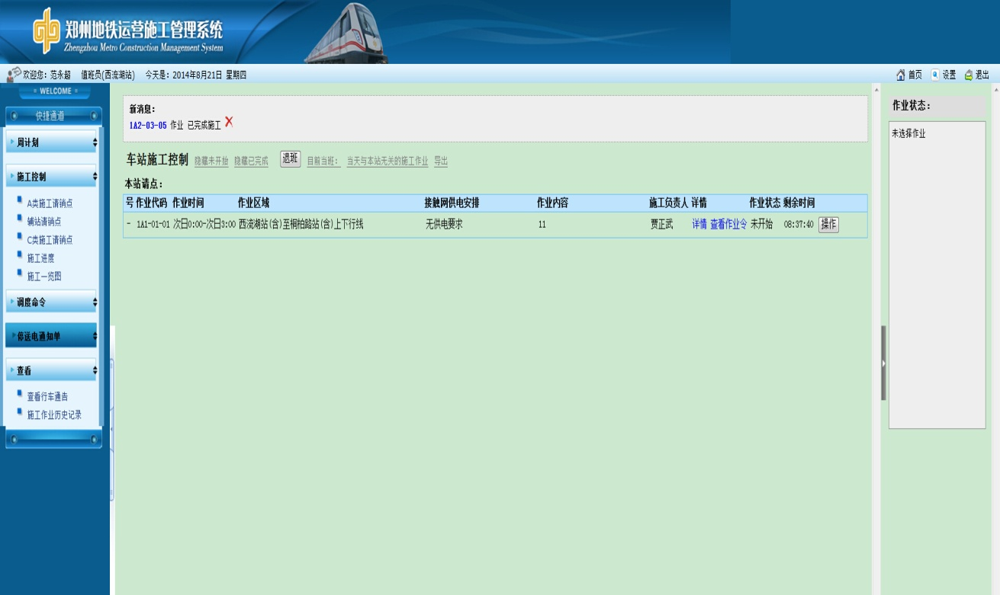 郑州地铁运营施工管理系统
Zhengzhou Metro Construction Management System
欢迎您：范永超 值班员(西流湖站) 今天是：2014年8月21日 星期四 首页 设置 退出
= WELCOME =
快捷通道
周计划
施工控制
A类施工请销点
辅站请销点
C类施工请销点
施工进度
施工一览图
调度命令
停送电通知单
查看
查看行车通告
施工作业历史记录
新消息：
1A2-03-05 作业 已完成施工
车站施工控制 隐藏未开始 隐藏已完成 退班 目前当班： 当天与本站无关的施工作业 导出
本站请点：
号 作业代码 作业时间 作业区域 接触网供电安排 作业内容 施工负责人 详情 作业状态 剩余时间
- 1A1-01-01 次日0:00-次日3:00 西流湖站(含)至桐柏路站(含)上下行线 无供电要求 11 贾正武 详情 查看作业令 未开始 08:37:40 操作
作业状态：
未选择作业